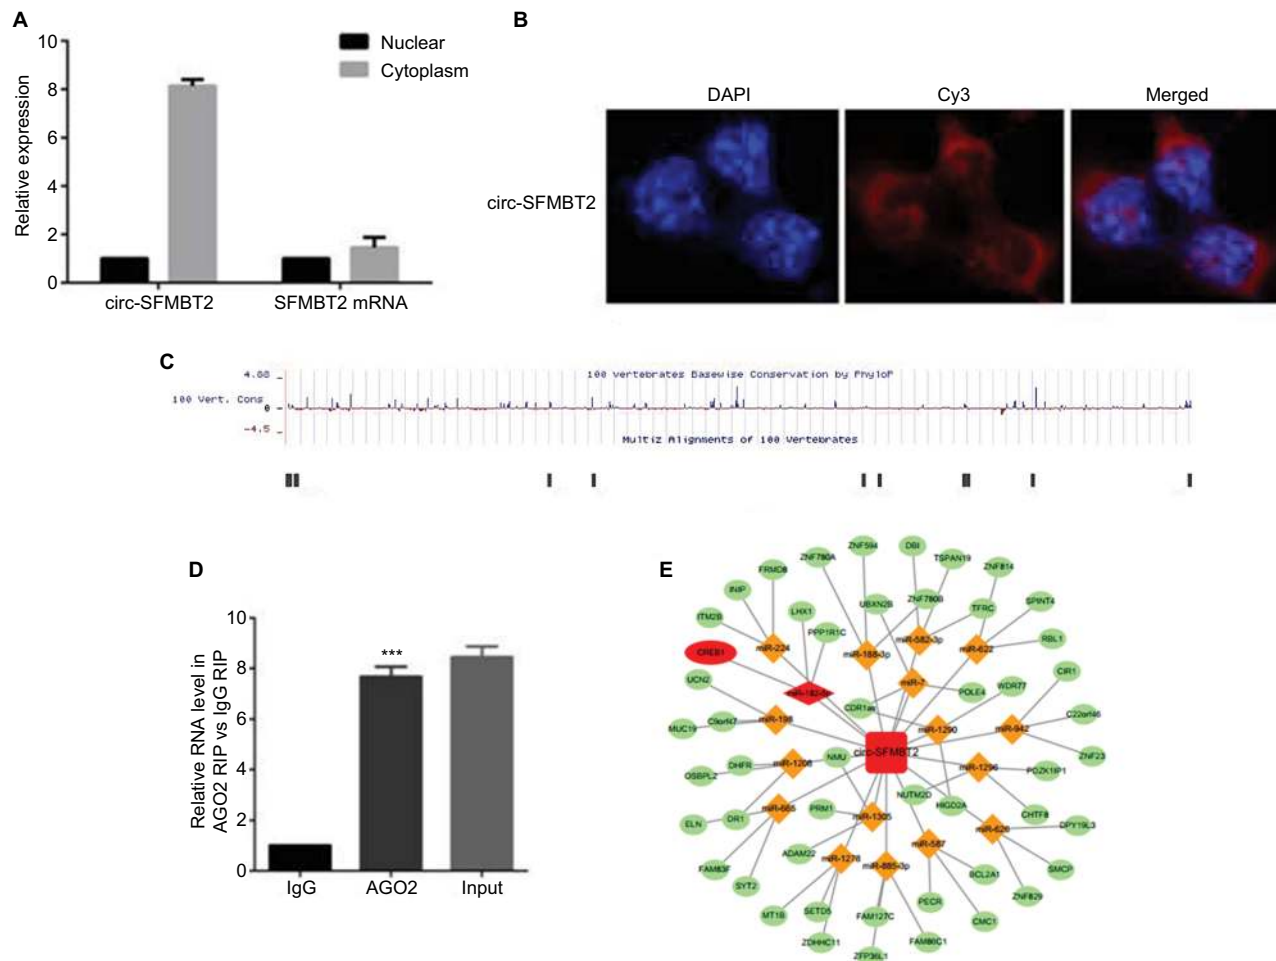 A
10
8
6
4
2
0
Relative expression
Nuclear
Cytoplasm
circ-SFMBT2
SFMBT2 mRNA
B
DAPI
Cy3
Merged
circ-SFMBT2
C
4.88
100 vertebrates Basewise Conservation by PhyloP
100 Vert. Cons
0
-4.5
Multiz Alignments of 100 Vertebrates
D
10
8
6
4
2
0
Relative RNA level in
AGO2 RIP vs IgG RIP
***
IgG
AGO2
Input
E
ZNF594
DBI
ZNF780A
TSPAN19
FRMD8
ZNF814
INIP
UBXN2B
ZNF780B
SPINT4
LHX1
TFRC
ITM2B
PPP1R1C
RBL1
miR-224
miR-188-3p
miR-582-3p
miR-622
CREB1
CIR1
UCN2
miR-182-5p
miR-7
POLE4
WDR77
CDR1as
C22orf46
MUC19
C9orf47
miR-198
miR-1290
miR-942
circ-SFMBT2
ZNF23
NMU
OSBPL2
DHFR
miR-1208
miR-1296
PDZK1IP1
NUTM2D
HIGD2A
ELN
DR1
miR-665
PRM1
miR-1305
CHTF8
miR-626
DPY19L3
ADAM22
miR-1278
miR-885-3p
miR-587
FAM83F
BCL2A1
SMCP
SYT2
ZNF829
PECR
MT1B
SETD5
FAM127C
CMC1
ZDHHC11
FAM86C1
ZFP36L1